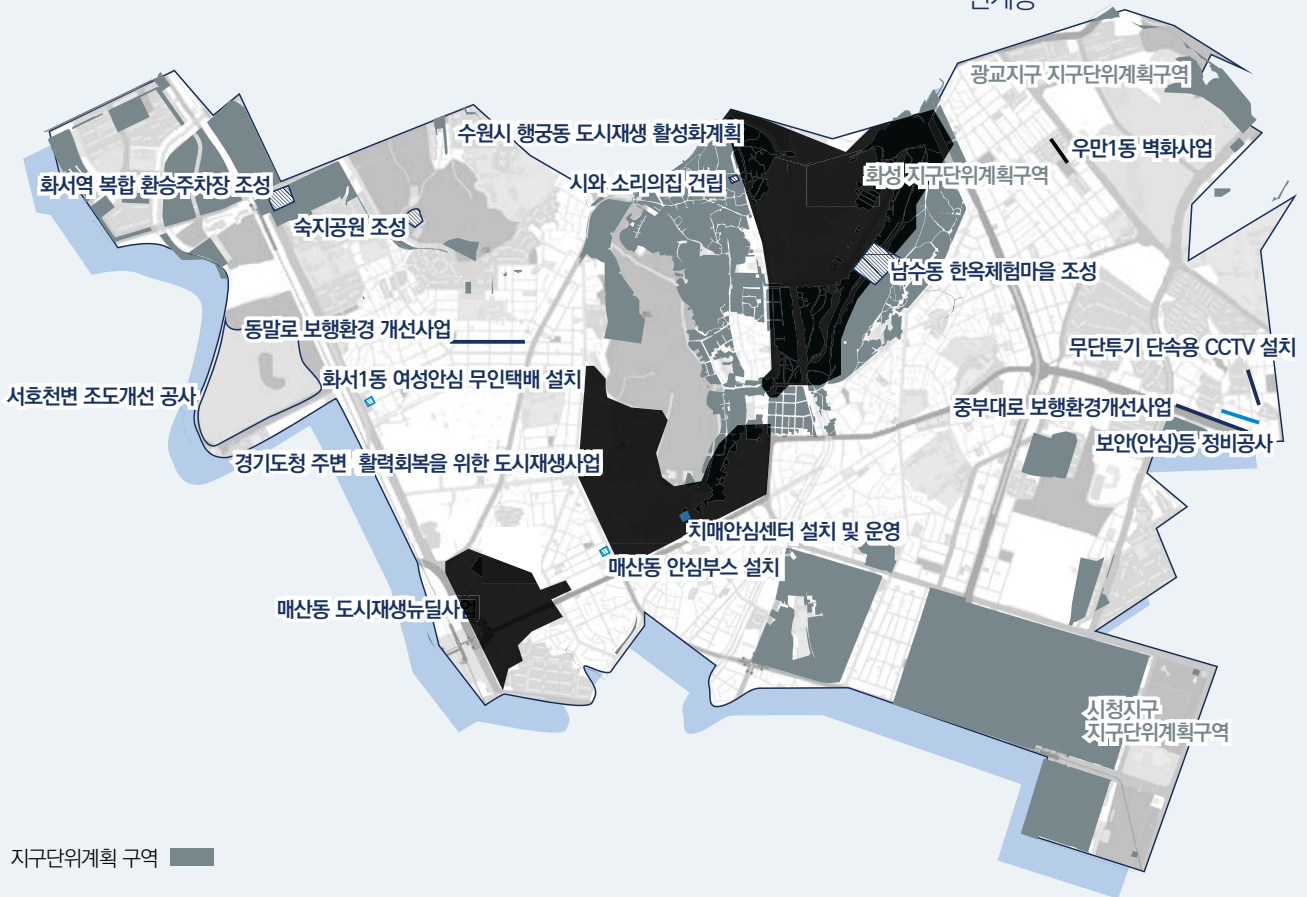 광교지구 지구단위계획구역
수원시 행궁동 도시재생 활성화계획
우만1동 벽화사업
화서역 복합 환승주차장 조성
시와 소리의집 건립
화성 지구단위계획구역
숙지공원 조성
남수동 한옥체험마을 조성
동말로 보행환경 개선사업
무단투기 단속용 CCTV 설치
화서1동 여성안심 무인택배 설치
서호천변 조도개선 공사
중부대로 보행환경개선사업
보안(안심)등 정비공사
경기도청 주변 활력회복을 위한 도시재생사업
치매안심센터 설치 및 운영
매산동 안심부스 설치
매산동 도시재생뉴딜사업
시청지구
지구단위계획구역
지구단위계획 구역